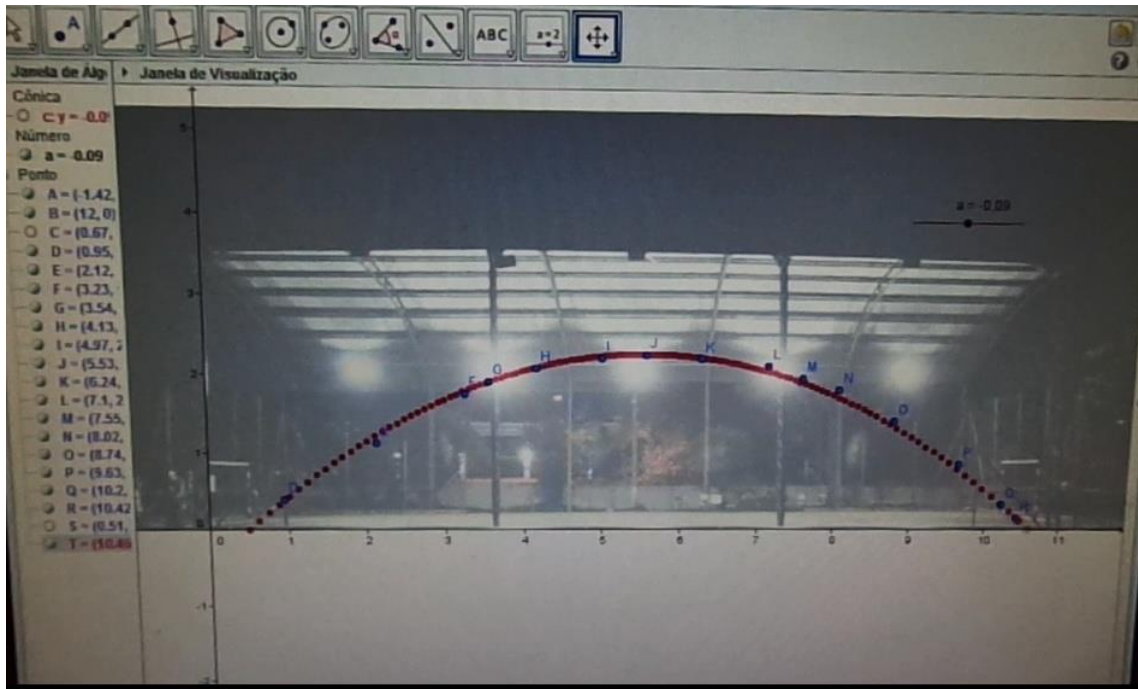 ABC
a=2
Janela de Álg
Janela de Visualização
Cônica
y = -0.0
Número
a = -0.09
Ponto
A = (-1.42,
B = (12, 0)
C = (0.67,
D = (0.95,
E = (2.12,
F = (3.23,
G = (3.54,
H = (4.13,
I = (4.97, 2
J = (5.53,
K = (6.24,
L = (7.1, 2
M = (7.55,
N = (8.02,
O = (8.74,
P = (9.63,
Q = (10.2,
R = (10.42
S = (0.51,
T = (10.46
a = -0.09
5
4
3
2
1
0
-1
-2
0 1 2 3 4 5 6 7 8 9 10 11
H I J K L M N O P